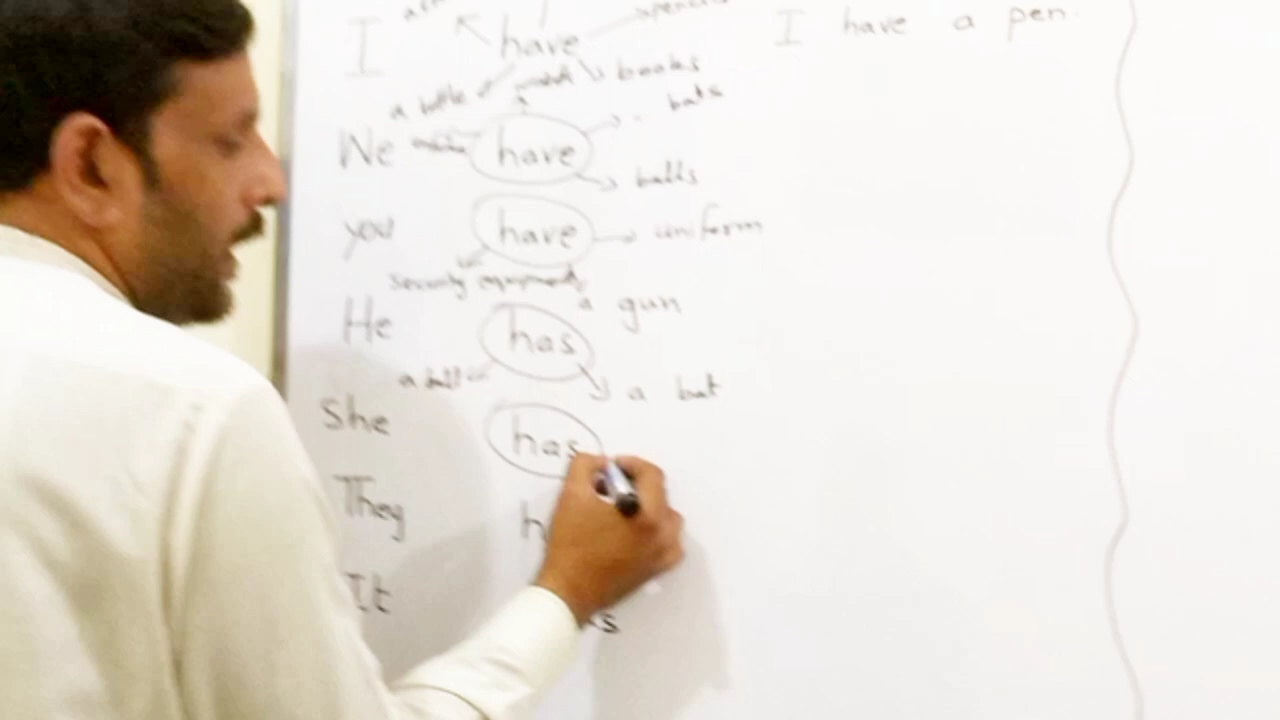 I have I have a pen.
a bottle books
bats
We have
balls
you have uniform
security equipments
a gun
He has
a ball a bat
She has
They
It